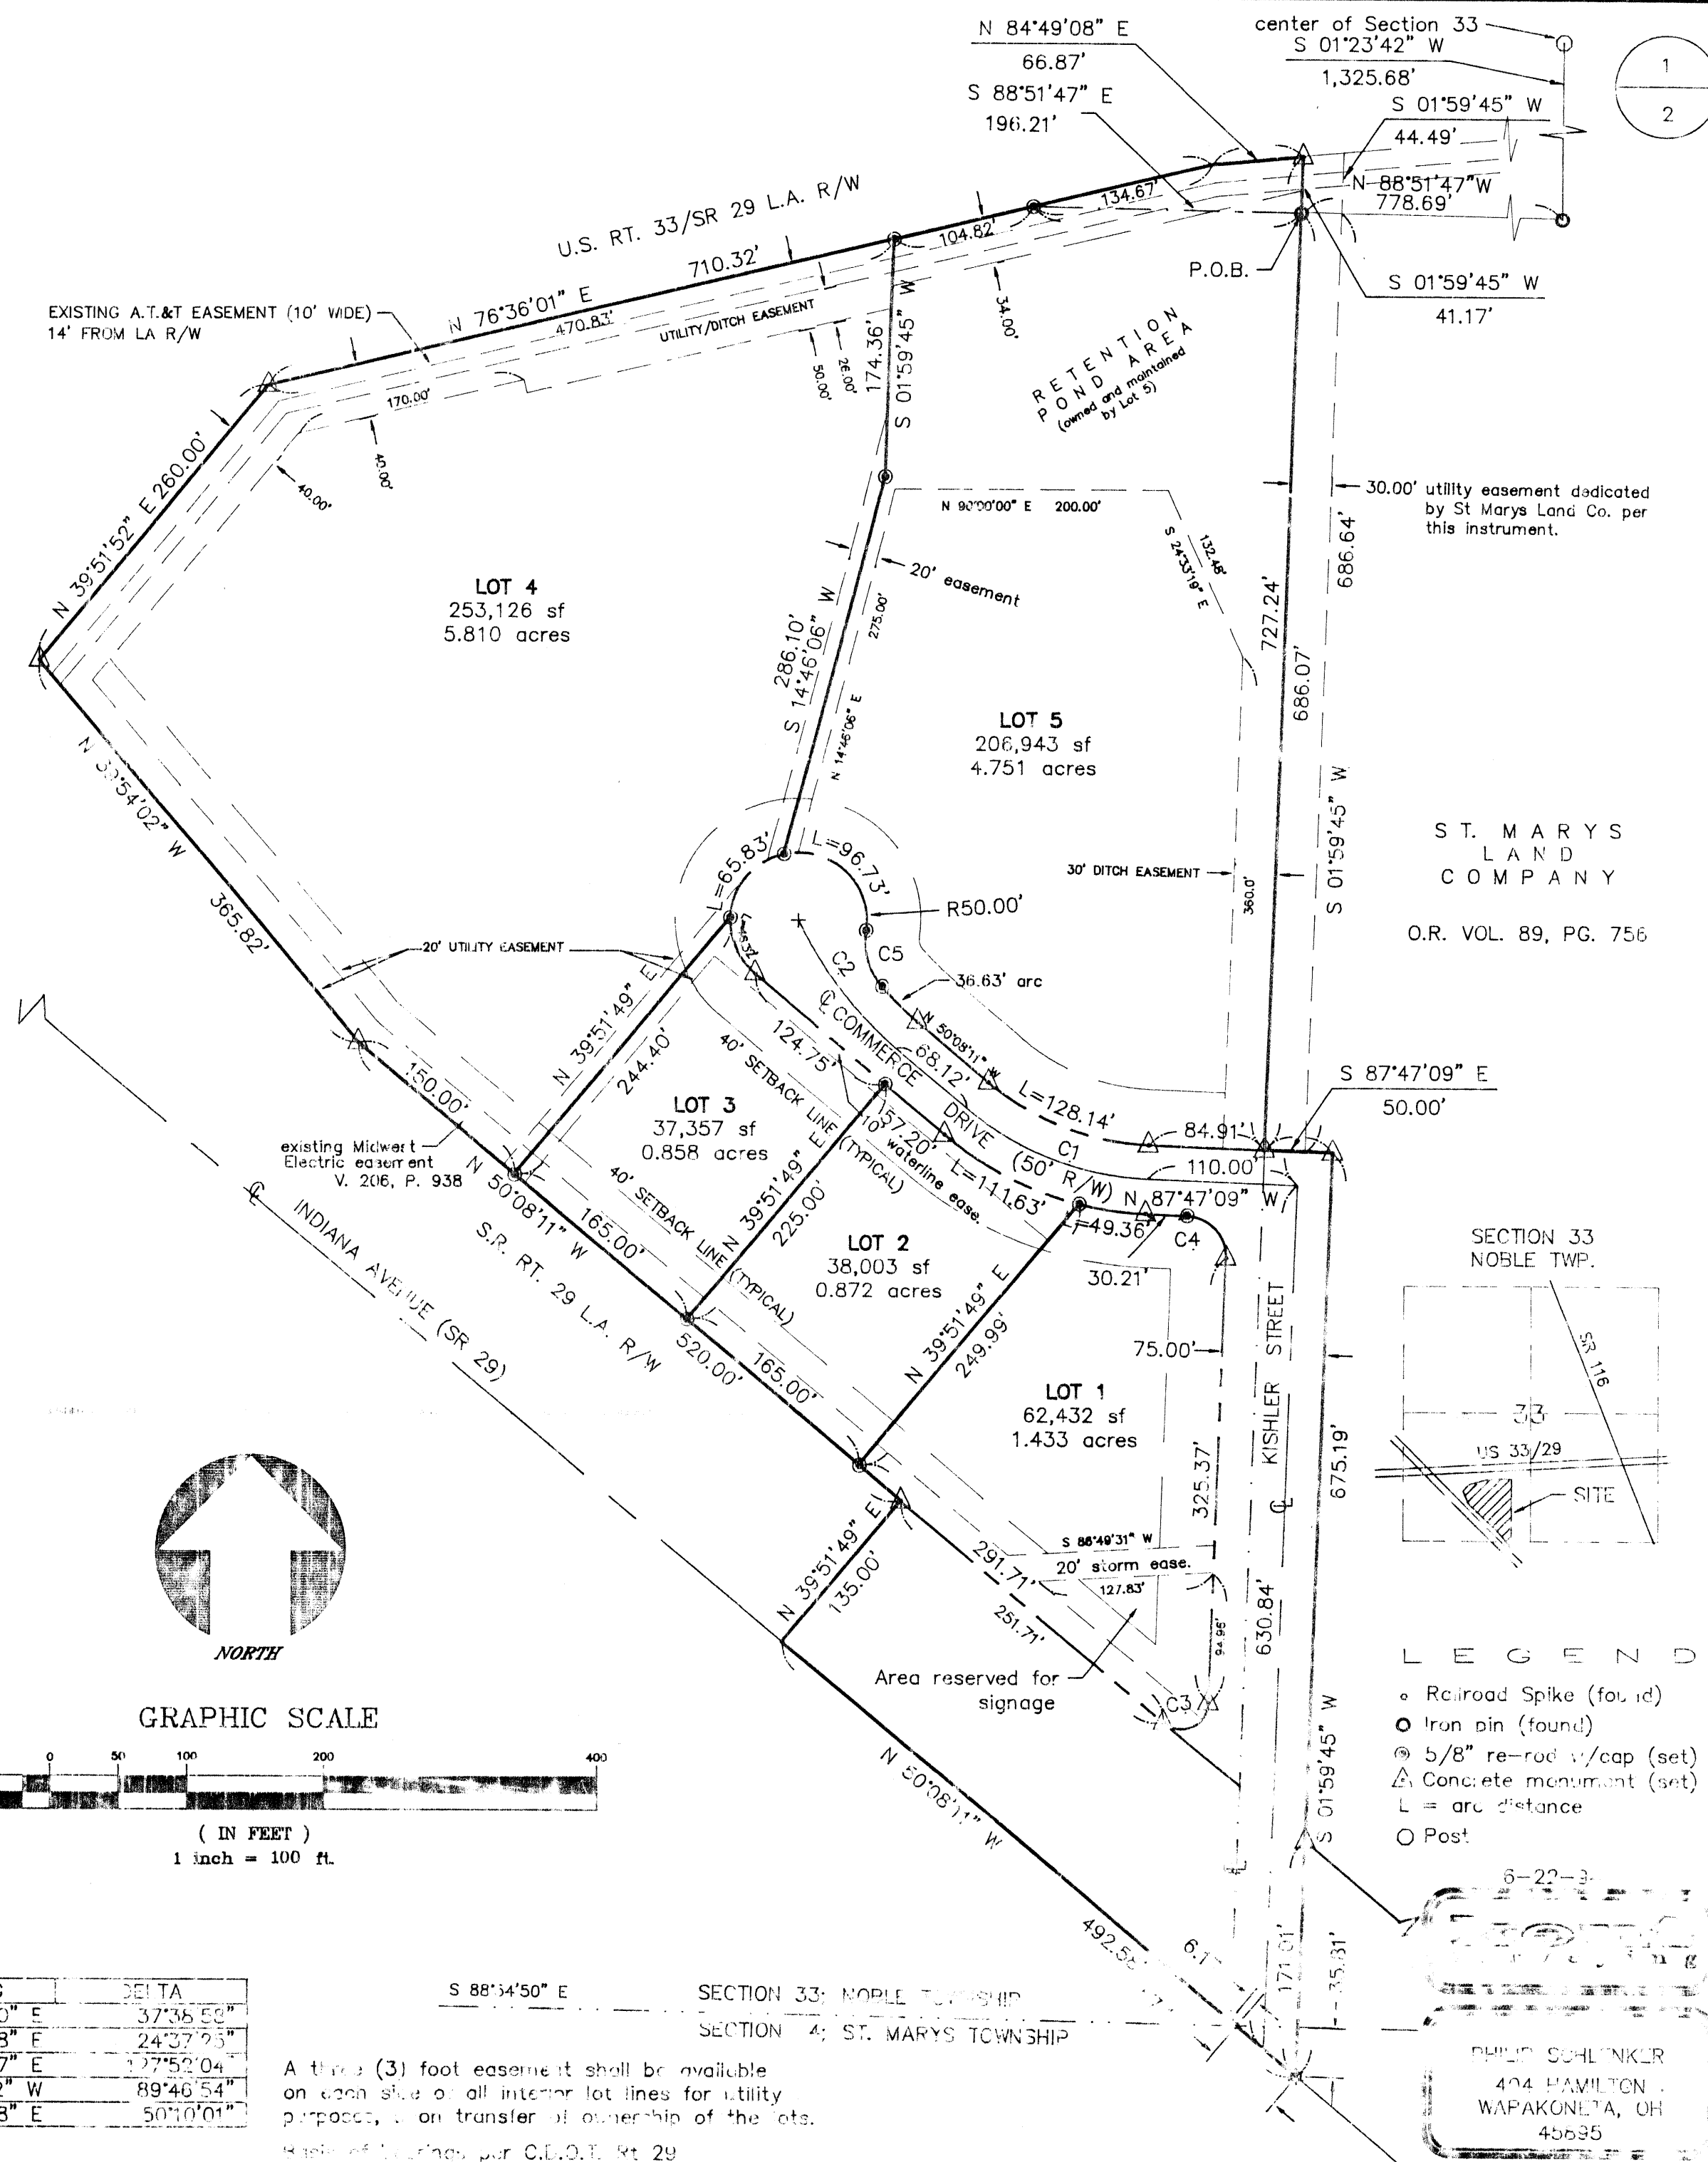 N 84°49'08" E
66.87'
S 88°51'47" E
196.21'
center of Section 33
S 01°23'42" W
1,325.68'
1
2
S 01°59'45" W
44.49'
N 88°51'47"W
778.69'
S 01°59'45" W
41.17'
P.O.B.
U.S. RT. 33/SR 29 L.A. R/W
710.32'
104.82'
134.67'
N 76°36'01" E
470.83'
UTILITY/DITCH EASEMENT
EXISTING A.T.&T EASEMENT (10' WIDE)
14' FROM LA R/W
170.00'
40.00'
40.00'
50.00'
26.00'
34.00'
174.36'
S 01°59'45" W
RETENTION
POND AREA
(owned and maintained
by Lot 5)
N 90°00'00" E 200.00'
132.48'
S 24°33'19" E
30.00' utility easement dedicated
by St Marys Land Co. per
this instrument.
686.64'
727.24'
686.07'
S 01°59'45" W
N 39°51'52" E 260.00'
LOT 4
253,126 sf
5.810 acres
20' easement
275.00'
286.10'
S 14°46'06" W
N 14°46'06" E
LOT 5
206,943 sf
4.751 acres
N 39°54'02" W
365.82'
30' DITCH EASEMENT
360.0'
ST. MARYS
LAND
COMPANY
O.R. VOL. 89, PG. 756
L=65.83'
L=96.73'
R50.00'
C5
C2
36.63' arc
20' UTILITY EASEMENT
N 39°51'49" E
244.40'
124.75'
COMMERCE
DRIVE
(50' R/W)
68.12'
N 50°08'11" W
L=128.14'
C1
84.91'
110.00'
N 87°47'09" W
S 87°47'09" E
50.00'
40' SETBACK LINE (TYPICAL)
10' waterline ease.
157.20'
L=111.63'
L=49.36'
C4
30.21'
150.00'
existing Midwest
Electric easement
V. 206, P. 938
LOT 3
37,357 sf
0.858 acres
N 39°51'49" E
225.00'
40' SETBACK LINE (TYPICAL)
N 50°08'11" W
165.00'
INDIANA AVENUE (SR 29)
S.R. RT. 29 L.A. R/W
520.00'
165.00'
LOT 2
38,003 sf
0.872 acres
N 39°51'49" E
249.99'
LOT 1
62,432 sf
1.433 acres
75.00'
325.37'
KISHLER STREET
630.84'
675.19'
SECTION 33
NOBLE TWP.
SR 116
33
US 33/29
SITE
N 39°51'49" E
135.00'
291.71'
251.71'
S 88°49'31" W
20' storm ease.
127.83'
94.96'
C3
Area reserved for
signage
N 50°08'11" W
S 01°59'45" W
NORTH
GRAPHIC SCALE
0 50 100 200 400
( IN FEET )
1 inch = 100 ft.
LEGEND
Railroad Spike (found)
Iron pin (found)
5/8" re-rod w/cap (set)
Concrete monument (set)
L = arc distance
Post
171.01'
35.81'
DELTA
89°46'54"
50°10'01"
S 88°54'50" E
SECTION 33; NOBLE TOWNSHIP
SECTION 4; ST. MARYS TOWNSHIP
A three (3) foot easement shall be available
on each side of all interior lot lines for utility
purposes, upon transfer of ownership of the lots.
per C.D.O.T. Rt 29
404 HAMILTON
WAPAKONETA, OH
45895